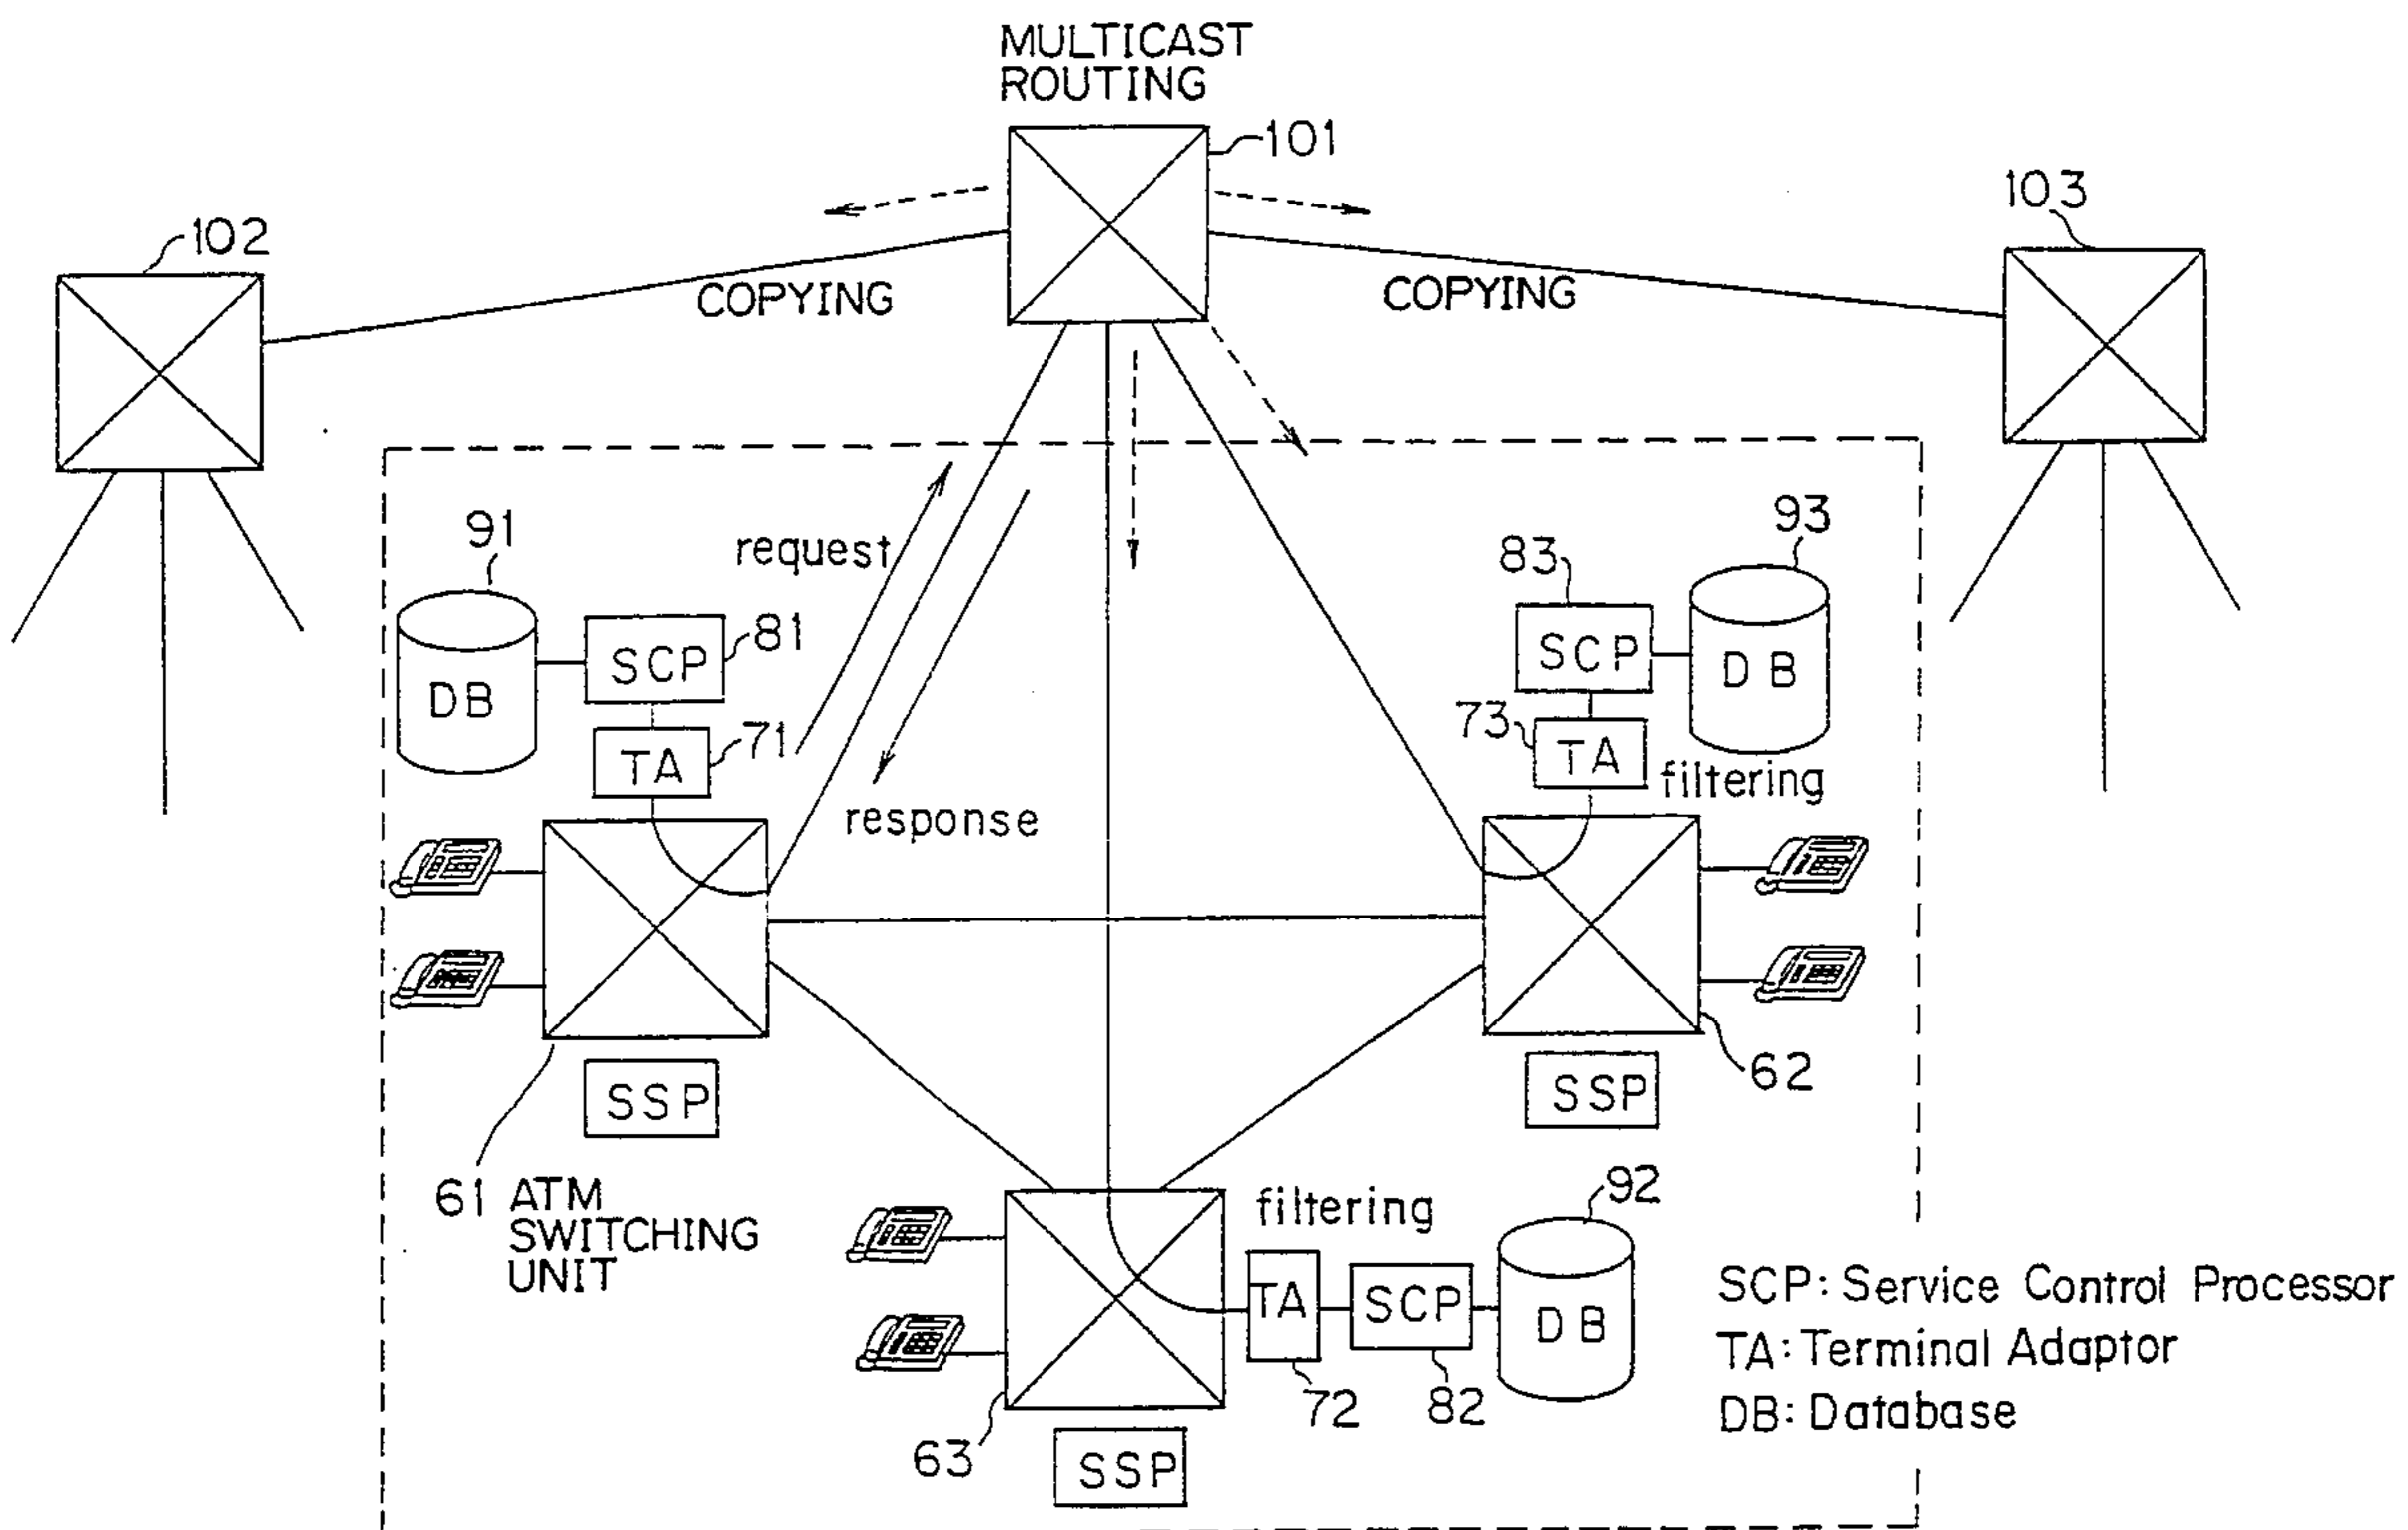 MULTICAST
ROUTING
101
102
103
COPYING
COPYING
91
request
81
SCP
DB
TA
71
response
93
83
SCP
DB
73
TA
filtering
SSP
SSP
62
61 ATM
SWITCHING
UNIT
filtering
92
TA
SCP
DB
72
82
63
SSP
SCP: Service Control Processor
TA: Terminal Adaptor
DB: Database